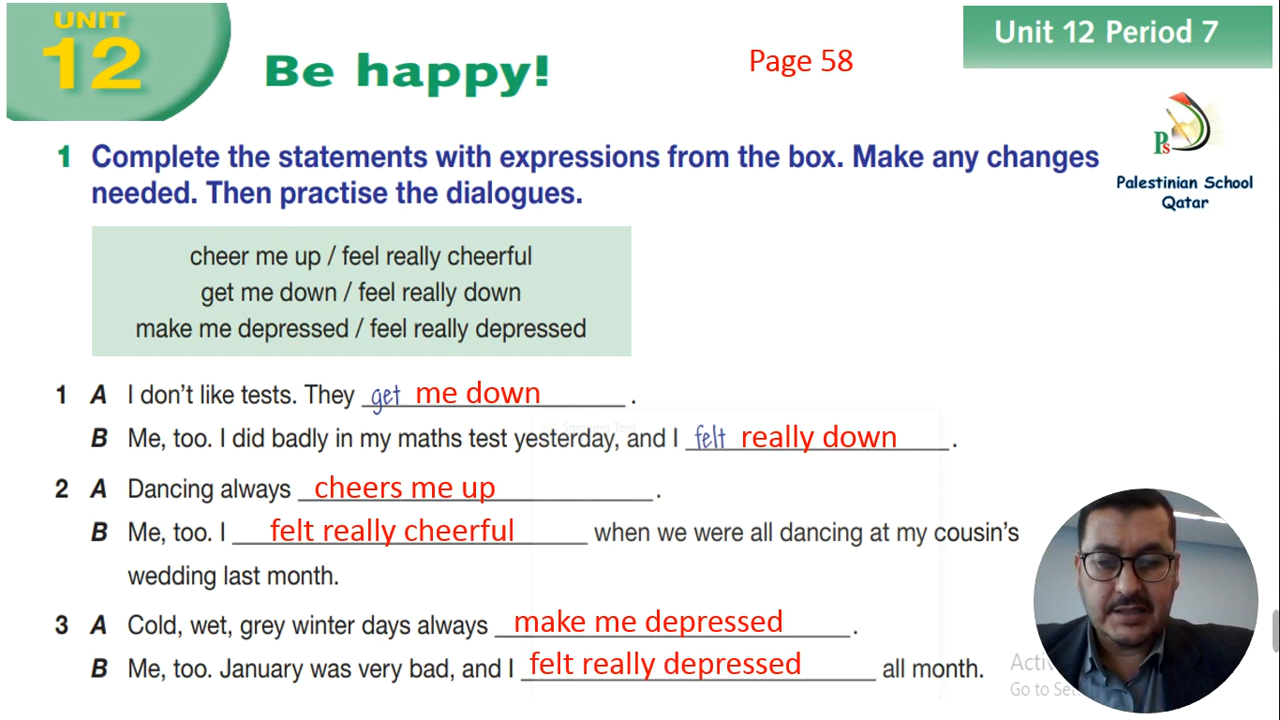 UNIT
12
Be happy!
Page 58
Unit 12 Period 7
Ps
Palestinian School
Qatar
1 Complete the statements with expressions from the box. Make any changes
needed. Then practise the dialogues.
cheer me up / feel really cheerful
get me down / feel really down
make me depressed / feel really depressed
1 A I don't like tests. They get me down.
B Me, too. I did badly in my maths test yesterday, and I felt really down.
2 A Dancing always cheers me up.
B Me, too. I felt really cheerful when we were all dancing at my cousin's
wedding last month.
3 A Cold, wet, grey winter days always make me depressed.
B Me, too. January was very bad, and I felt really depressed all month.
Go to Set